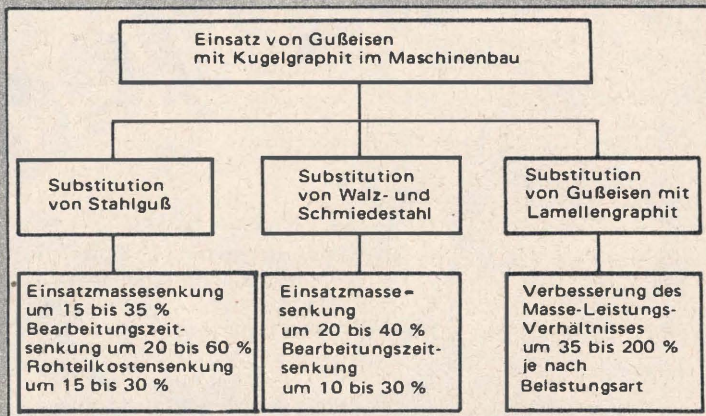 Einsatz von Gußeisen
mit Kugelgraphit im Maschinenbau
Substitution
von Stahlguß
Substitution
von Walz- und
Schmiedestahl
Substitution
von Gußeisen mit
Lamellengraphit
Einsatzmassesenkung
um 15 bis 35 %
Bearbeitungszeit-
senkung um 20 bis 60 %
Rohteilkostensenkung
um 15 bis 30 %
Einsatzmasse-
senkung
um 20 bis 40 %
Bearbeitungszeit-
senkung
um 10 bis 30 %
Verbesserung des
Masse-Leistungs-
Verhältnisses
um 35 bis 200 %
je nach
Belastungsart